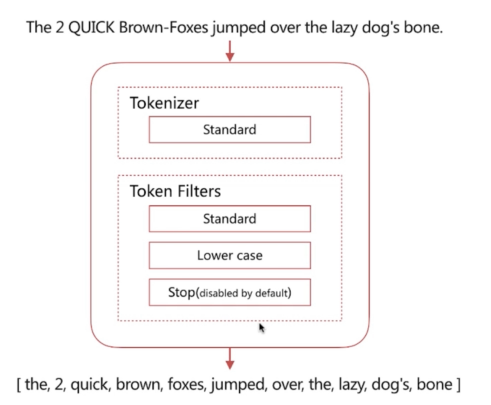 The 2 QUICK Brown-Foxes jumped over the lazy dog's bone.
Tokenizer
Standard
Token Filters
Standard
Lower case
Stop(disabled by default)
[ the, 2, quick, brown, foxes, jumped, over, the, lazy, dog's, bone ]